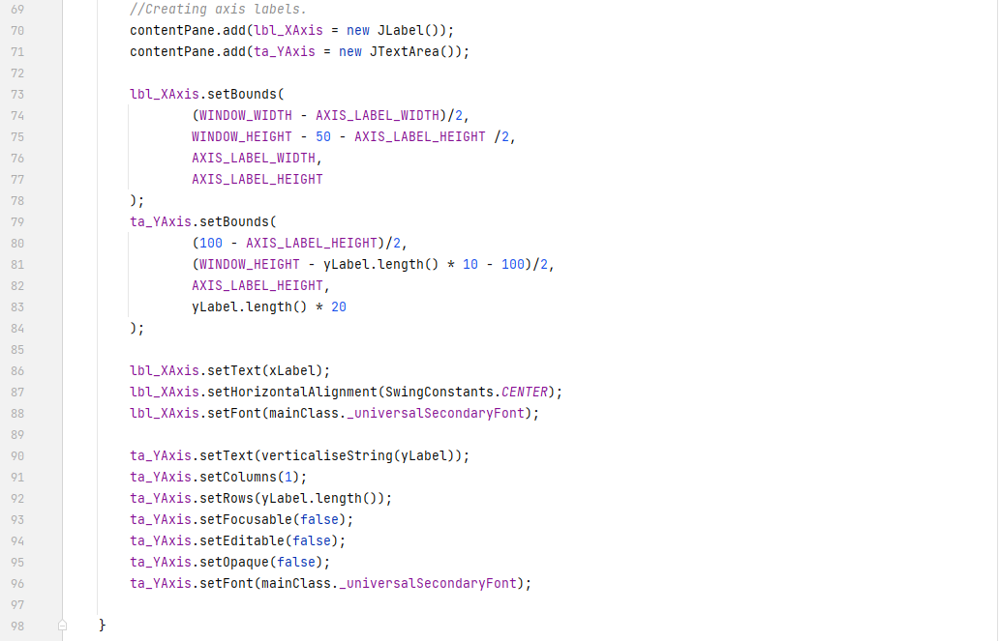 69 //Creating axis labels.
70 contentPane.add(lbl_XAxis = new JLabel());
71 contentPane.add(ta_YAxis = new JTextArea());
72
73 lbl_XAxis.setBounds(
74 (WINDOW_WIDTH - AXIS_LABEL_WIDTH)/2,
75 WINDOW_HEIGHT - 50 - AXIS_LABEL_HEIGHT /2,
76 AXIS_LABEL_WIDTH,
77 AXIS_LABEL_HEIGHT
78 );
79 ta_YAxis.setBounds(
80 (100 - AXIS_LABEL_HEIGHT)/2,
81 (WINDOW_HEIGHT - yLabel.length() * 10 - 100)/2,
82 AXIS_LABEL_HEIGHT,
83 yLabel.length() * 20
84 );
85
86 lbl_XAxis.setText(xLabel);
87 lbl_XAxis.setHorizontalAlignment(SwingConstants.CENTER);
88 lbl_XAxis.setFont(mainClass._universalSecondaryFont);
89
90 ta_YAxis.setText(verticaliseString(yLabel));
91 ta_YAxis.setColumns(1);
92 ta_YAxis.setRows(yLabel.length());
93 ta_YAxis.setFocusable(false);
94 ta_YAxis.setEditable(false);
95 ta_YAxis.setOpaque(false);
96 ta_YAxis.setFont(mainClass._universalSecondaryFont);
97
98 }